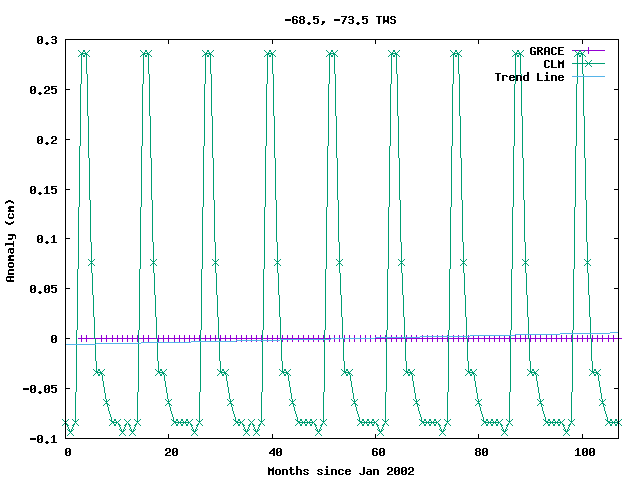 -68.5, -73.5 TWS
GRACE
CLM
Trend Line
0.3
0.25
0.2
0.15
0.1
0.05
0
-0.05
-0.1
Anomaly (cm)
0 20 40 60 80 100
Months since Jan 2002